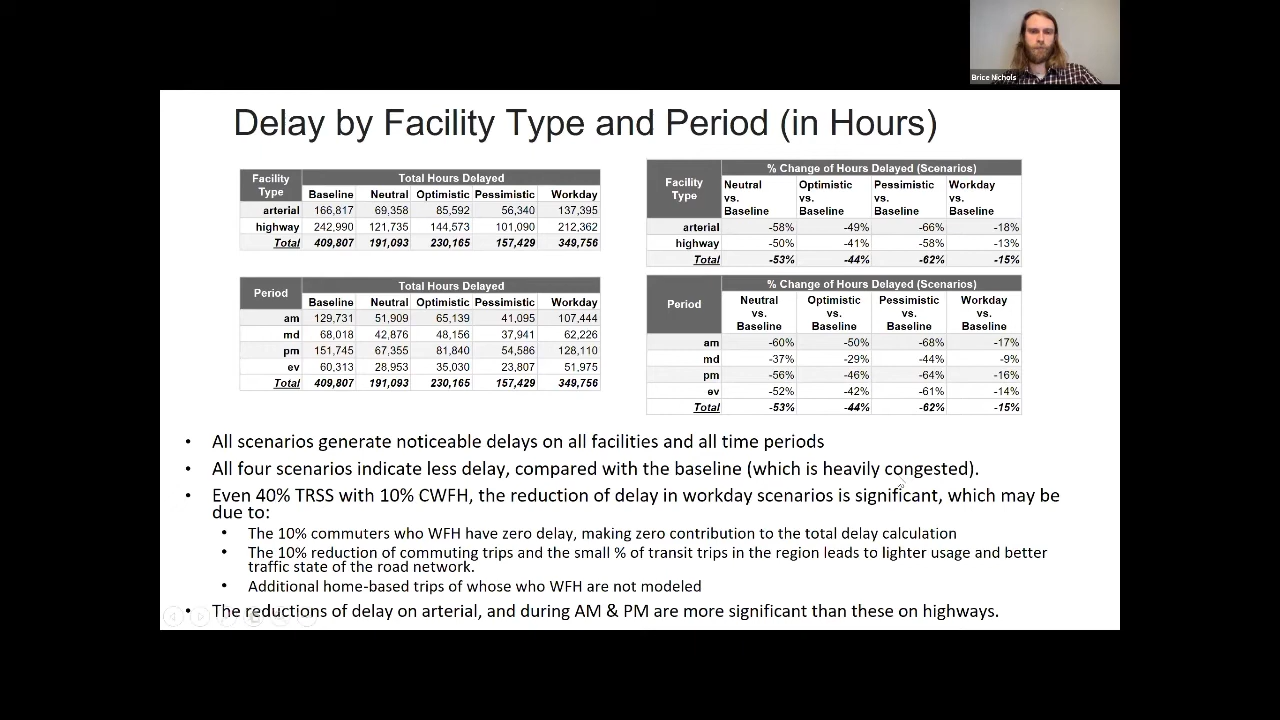 Brice Nichols
Delay by Facility Type and Period (in Hours)
Facility Type Total Hours Delayed
Baseline Neutral Optimistic Pessimistic Workday
arterial 166,817 69,358 85,592 56,340 137,395
highway 242,990 121,735 144,573 101,090 212,362
Total 409,807 191,093 230,165 157,429 349,756
Facility Type % Change of Hours Delayed (Scenarios)
Neutral vs. Baseline Optimistic vs. Baseline Pessimistic vs. Baseline Workday vs. Baseline
arterial -58% -49% -66% -18%
highway -50% -41% -58% -13%
Total -53% -44% -62% -15%
Period Total Hours Delayed
Baseline Neutral Optimistic Pessimistic Workday
am 129,731 51,909 65,139 41,095 107,444
md 68,018 42,876 48,156 37,941 62,226
pm 151,745 67,355 81,840 54,586 128,110
ev 60,313 28,953 35,030 23,807 51,975
Total 409,807 191,093 230,165 157,429 349,756
Period % Change of Hours Delayed (Scenarios)
Neutral vs. Baseline Optimistic vs. Baseline Pessimistic vs. Baseline Workday vs. Baseline
am -60% -50% -68% -17%
md -37% -29% -44% -9%
pm -56% -46% -64% -16%
ev -52% -42% -61% -14%
Total -53% -44% -62% -15%
• All scenarios generate noticeable delays on all facilities and all time periods
• All four scenarios indicate less delay, compared with the baseline (which is heavily congested).
• Even 40% TRSS with 10% CWFH, the reduction of delay in workday scenarios is significant, which may be
due to:
• The 10% commuters who WFH have zero delay, making zero contribution to the total delay calculation
• The 10% reduction of commuting trips and the small % of transit trips in the region leads to lighter usage and better
traffic state of the road network.
• Additional home-based trips of whose who WFH are not modeled
• The reductions of delay on arterial, and during AM & PM are more significant than these on highways.